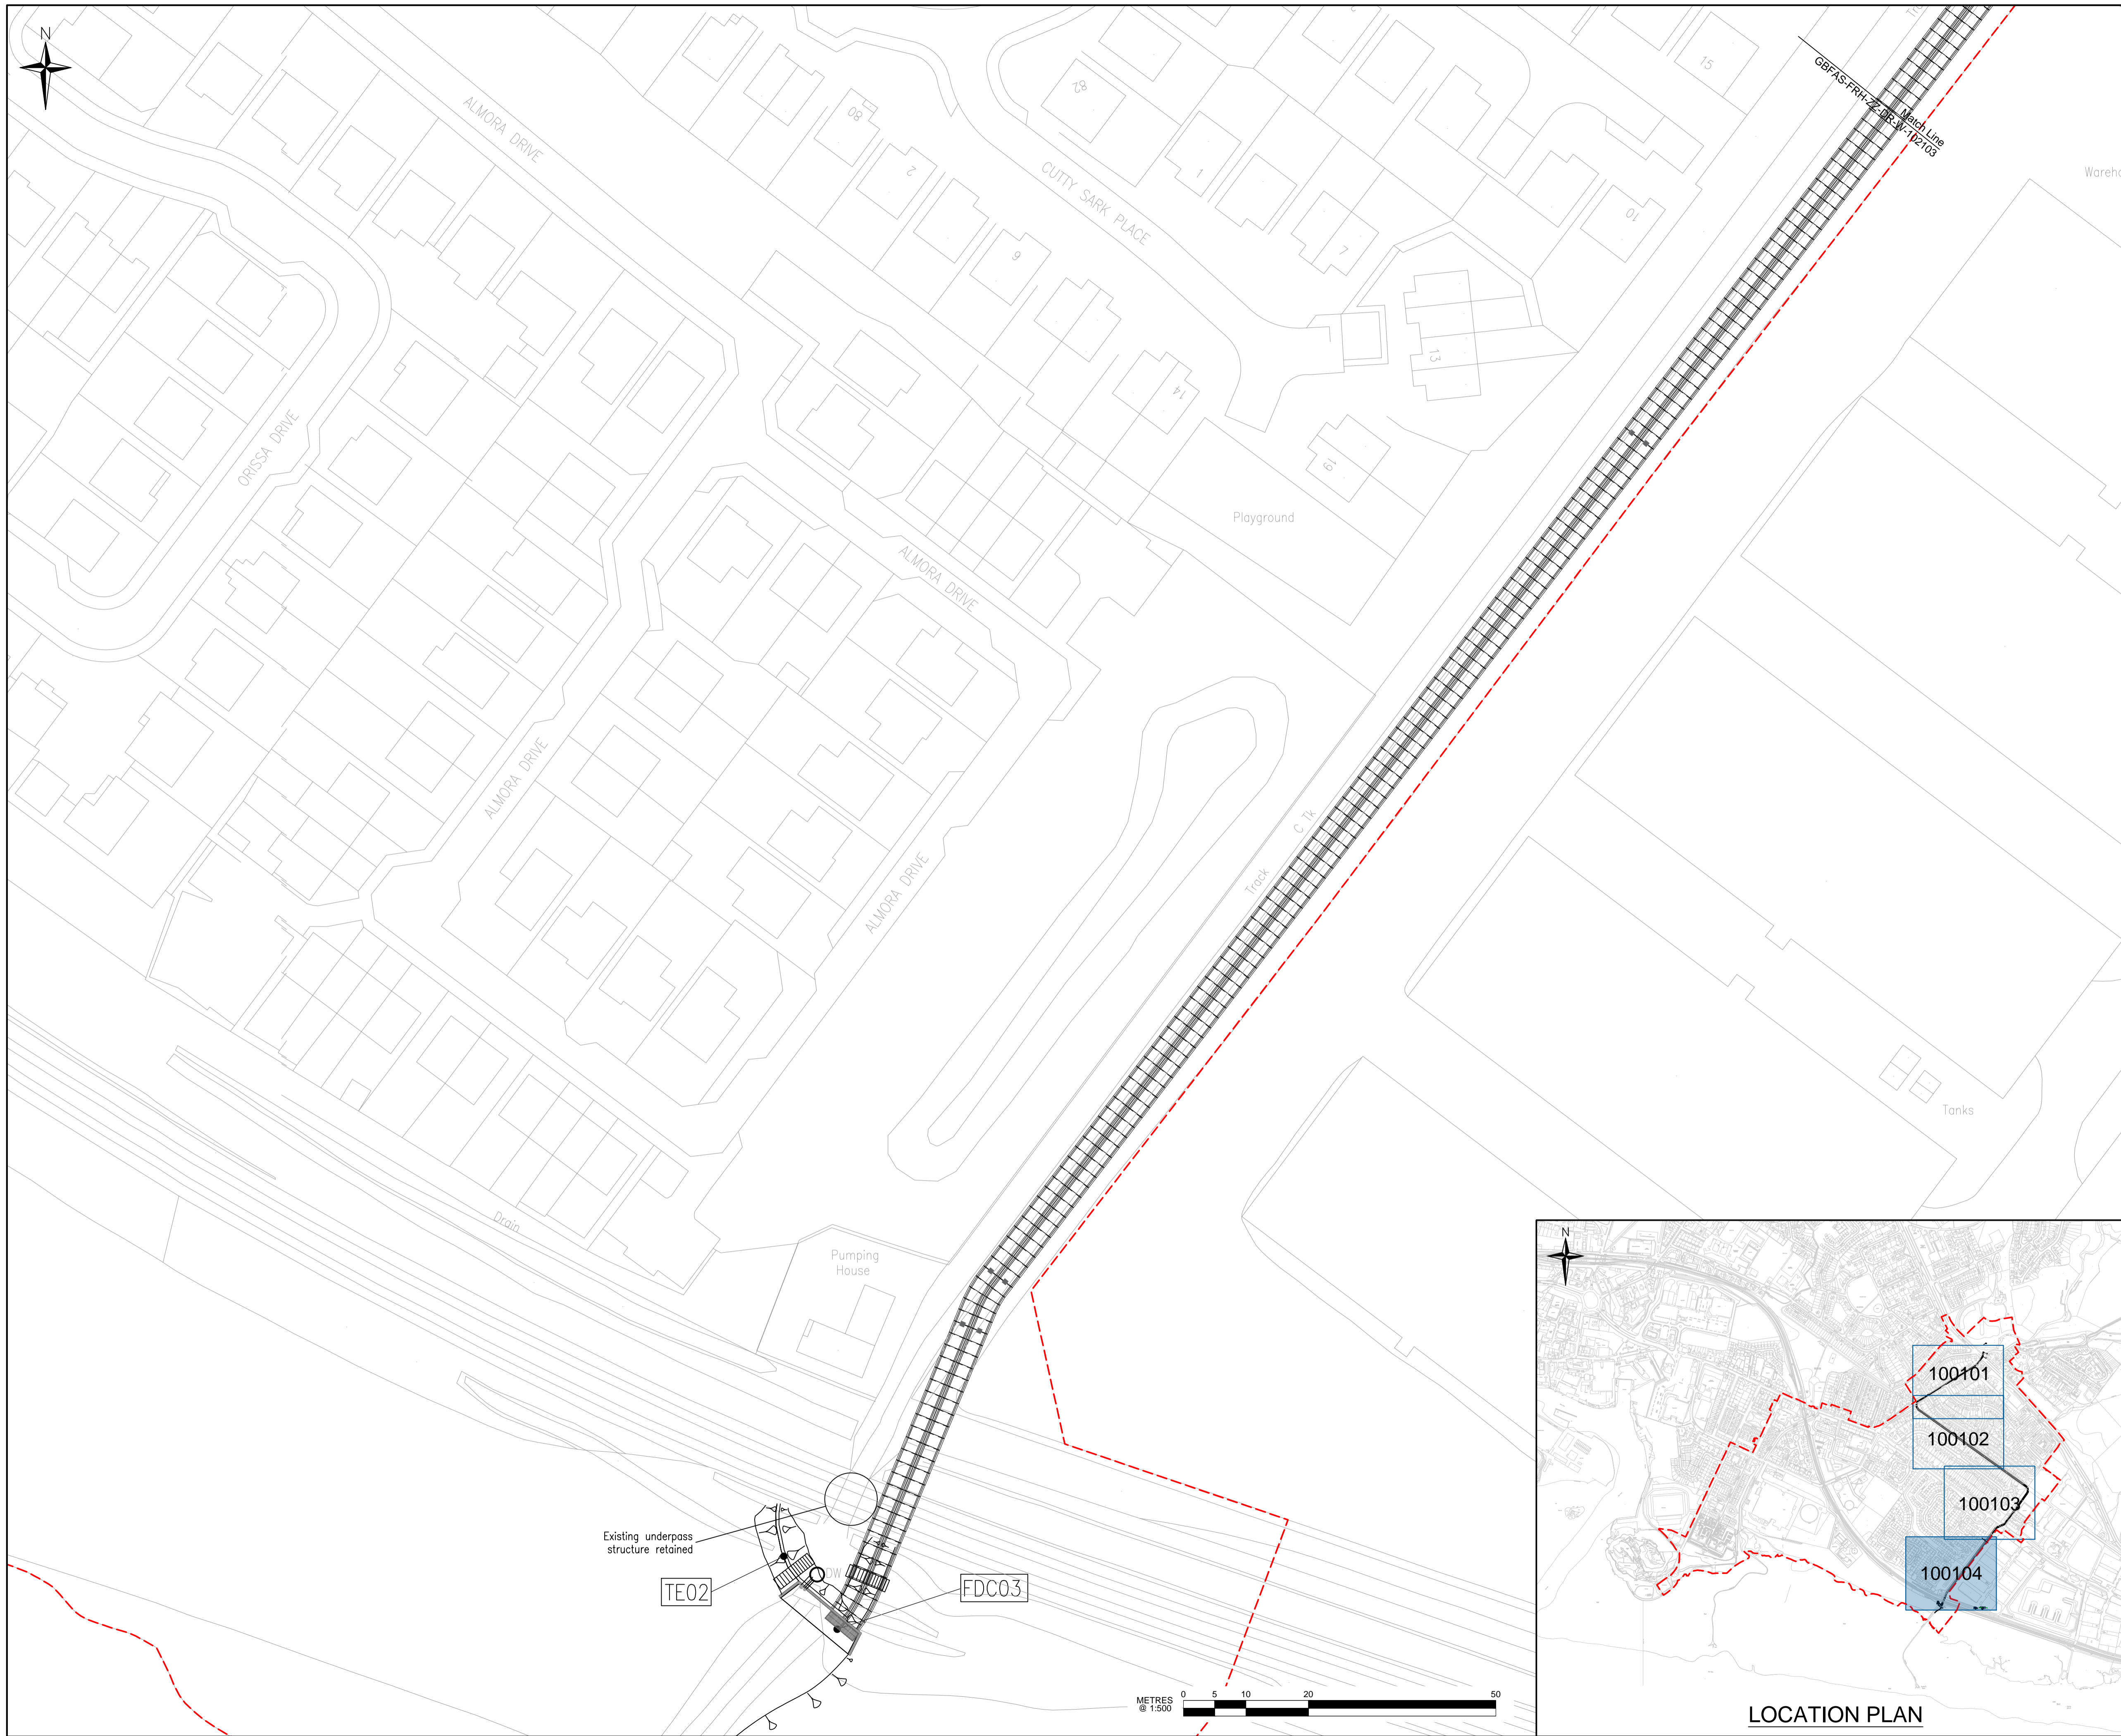 N
ALMORA DRIVE
80
2
6
14
CUTTY SARK PLACE
82
1
7
10
15
13
19
Match Line
GBFAS-FRH-ZZ-DR-W-102103
ORISSA DRIVE
Playground
ALMORA DRIVE
ALMORA DRIVE
ALMORA DRIVE
C Tk
Track
Tanks
Drain
Pumping
House
Existing underpass
structure retained
TE02
DW
FDC03
METRES
@ 1:500
0 5 10 20 50
N
100101
100102
100103
100104
LOCATION PLAN